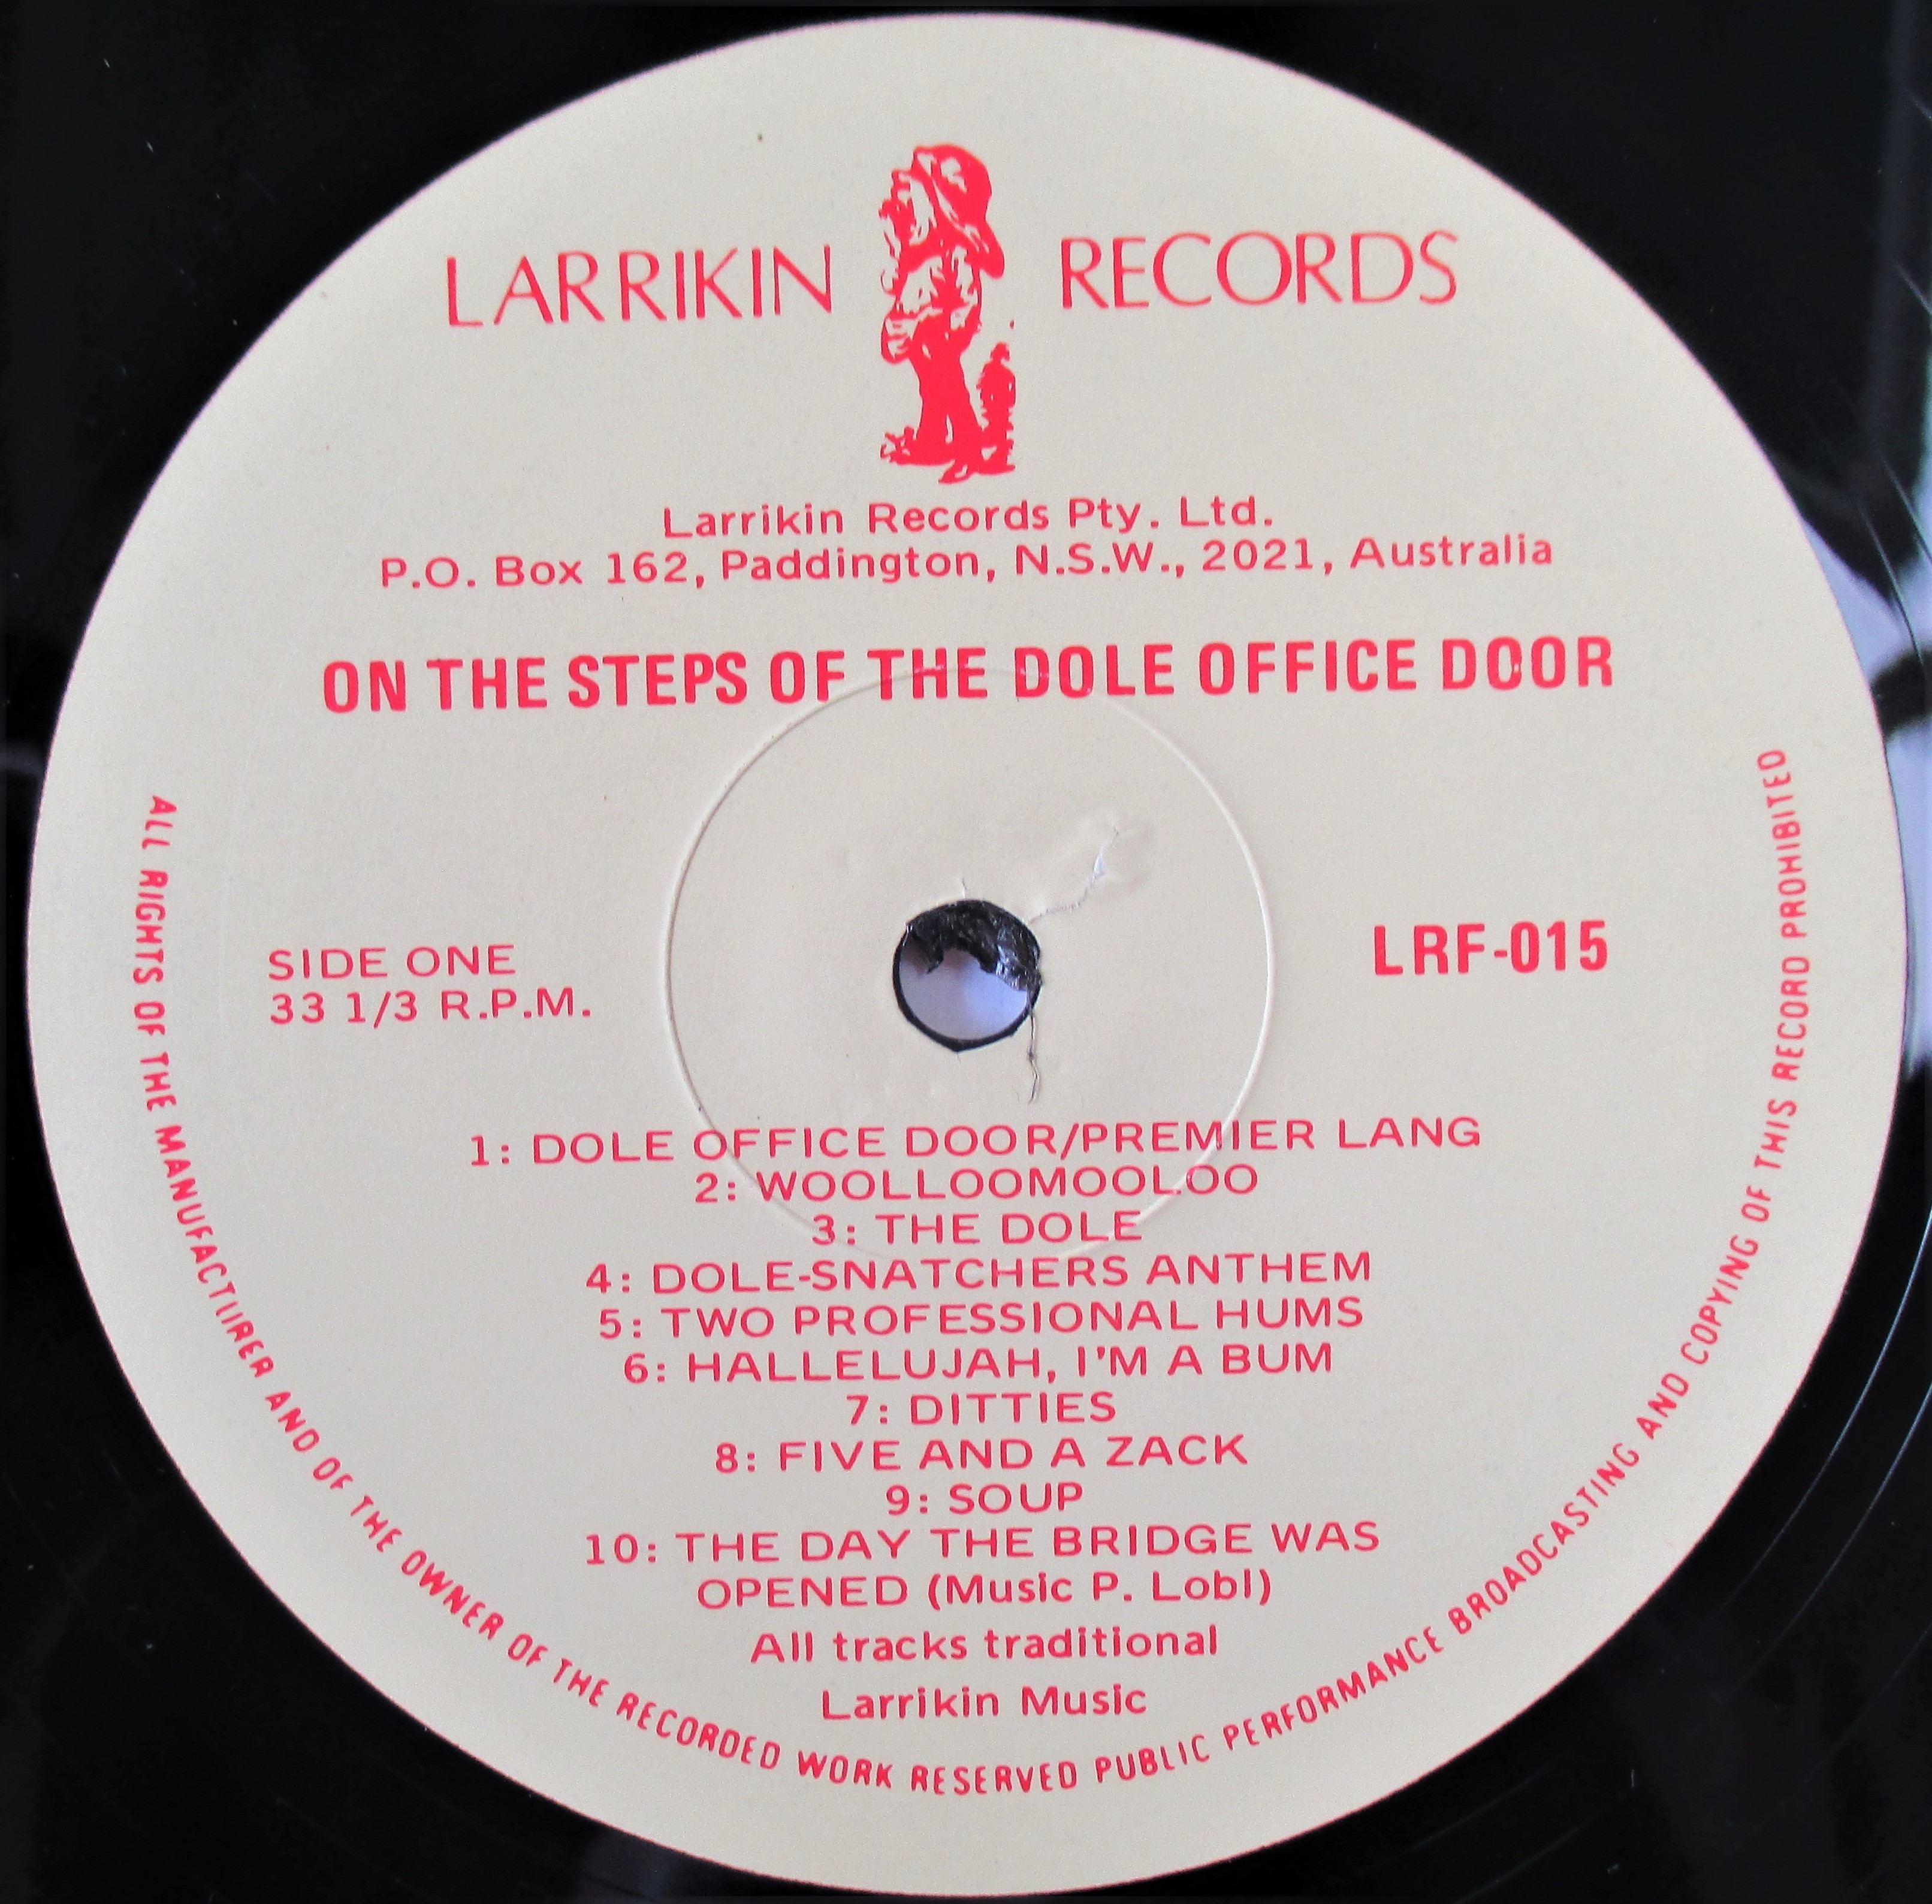 LARRIKIN RECORDS
Larrikin Records Pty. Ltd.
P.O. Box 162, Paddington, N.S.W., 2021, Australia
ON THE STEPS OF THE DOLE OFFICE DOOR
SIDE ONE
33 1/3 R.P.M.
LRF-015
1: DOLE OFFICE DOOR/PREMIER LANG
2: WOOLLOOMOOLOO
3: THE DOLE
4: DOLE-SNATCHERS ANTHEM
5: TWO PROFESSIONAL HUMS
6: HALLELUJAH, I'M A BUM
7: DITTIES
8: FIVE AND A ZACK
9: SOUP
10: THE DAY THE BRIDGE WAS
OPENED (Music P. Lobl)
All tracks traditional
Larrikin Music
ALL RIGHTS OF THE MANUFACTURER AND OF THE OWNER OF THE RECORDED WORK RESERVED PUBLIC PERFORMANCE BROADCASTING AND COPYING OF THIS RECORD PROHIBITED